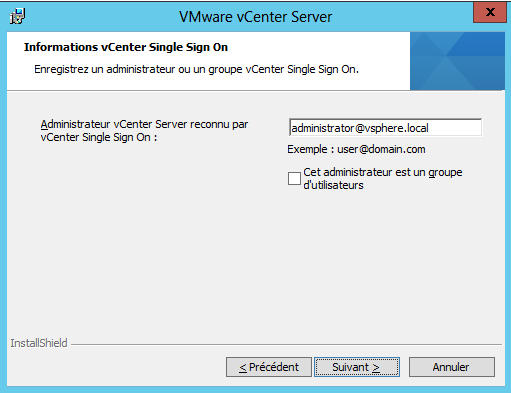 VMware vCenter Server
x
Informations vCenter Single Sign On
Enregistrez un administrateur ou un groupe vCenter Single Sign On.
Administrateur vCenter Server reconnu par
vCenter Single Sign On :
administrator@vsphere.local
Exemple : user@domain.com
Cet administrateur est un groupe
d'utilisateurs
InstallShield
< Précédent
Suivant >
Annuler